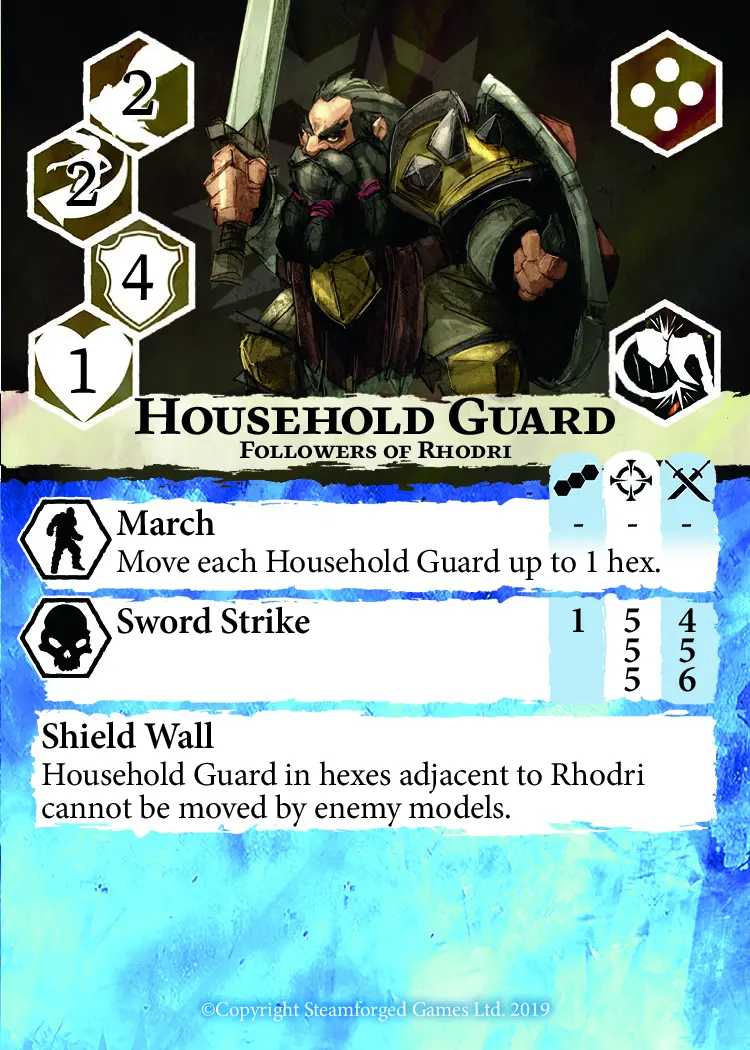 2
2
4
1
Household Guard
Followers of Rhodri
March - - -
Move each Household Guard up to 1 hex.
Sword Strike 1 5 4
5 5
5 6
Shield Wall
Household Guard in hexes adjacent to Rhodri
cannot be moved by enemy models.
©Copyright Steamforged Games Ltd. 2019